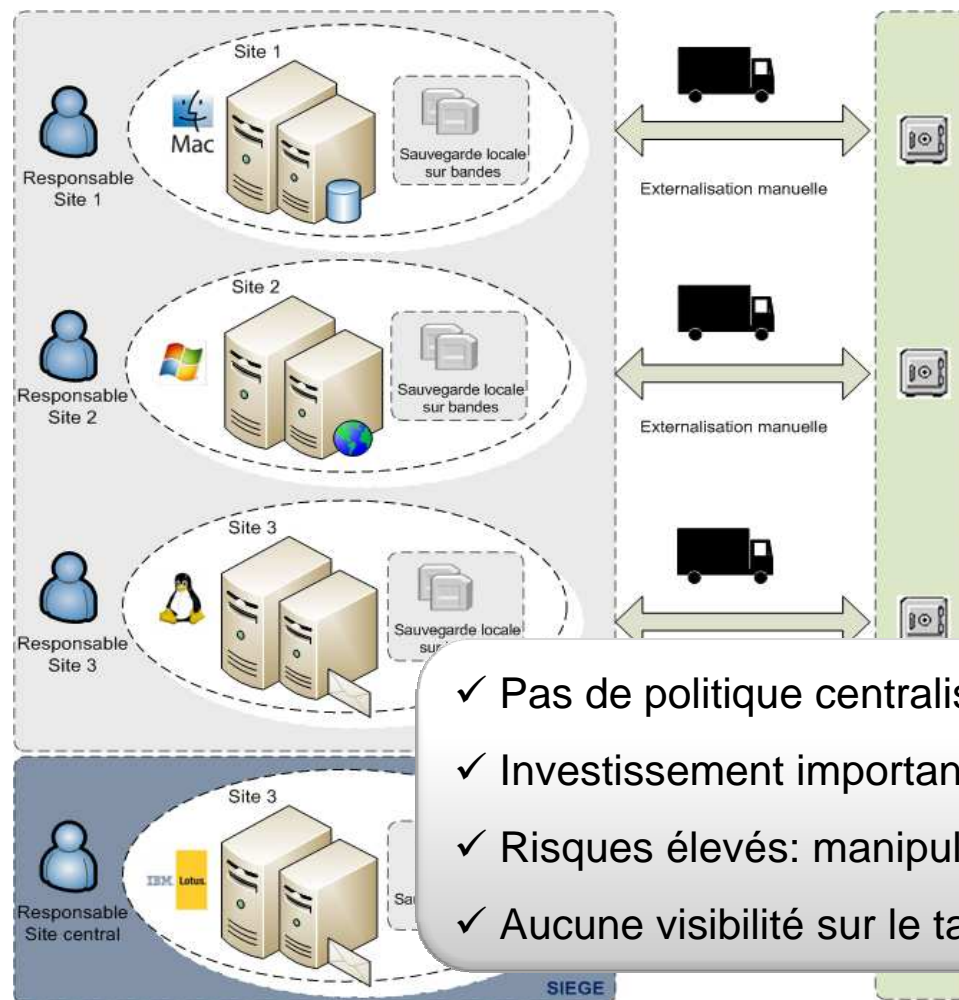 Site 1
Mac
Sauvegarde locale
sur bandes
Responsable
Site 1
Externalisation manuelle
Site 2
Sauvegarde locale
sur bandes
Responsable
Site 2
Externalisation manuelle
Site 3
Sauvegarde locale
Responsable
Site 3
Site 3
IBM Lotus.
Responsable
Site central
SIEGE
✓ Pas de politique centralis
✓ Investissement importan
✓ Risques élevés: manipul
✓ Aucune visibilité sur le ta